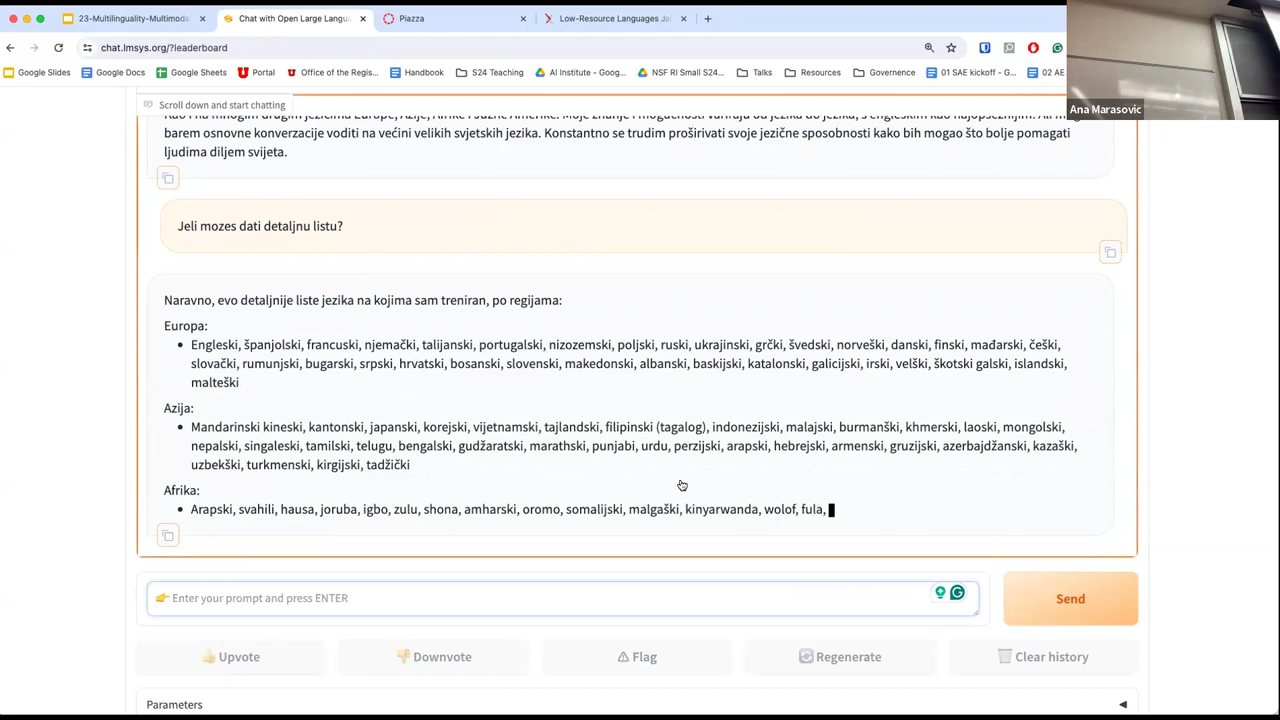 23-Multilinguality-Multimoda
Chat with Open Large Langu
Piazza
Low-Resource Languages Ja
chat.lmsys.org/?leaderboard
Google Slides
Google Docs
Google Sheets
Portal
Office of the Regis...
Handbook
S24 Teaching
AI Institute - Goog...
NSF RI Small S24...
Talks
Resources
Governence
01 SAE kickoff - G...
02 AE
Ana Marasovic
Scroll down and start chatting
barem osnovne konverzacije voditi na većini velikih svjetskih jezika. Konstantno se trudim proširivati svoje jezične sposobnosti kako bih mogao što bolje pomagati
ljudima diljem svijeta.
Jeli mozes dati detaljnu listu?
Naravno, evo detaljnije liste jezika na kojima sam treniran, po regijama:
Europa:
Engleski, španjolski, francuski, njemački, talijanski, portugalski, nizozemski, poljski, ruski, ukrajinski, grčki, švedski, norveški, danski, finski, mađarski, češki,
slovački, rumunjski, bugarski, srpski, hrvatski, bosanski, slovenski, makedonski, albanski, baskijski, katalonski, galicijski, irski, velški, škotski galski, islandski,
malteški
Azija:
Mandarinski kineski, kantonski, japanski, korejski, vijetnamski, tajlandski, filipinski (tagalog), indonezijski, malajski, burmanški, khmerski, laoski, mongolski,
nepalski, singaleski, tamilski, telugu, bengalski, gudžaratski, marathski, punjabi, urdu, perzijski, arapski, hebrejski, armenski, gruzijski, azerbajdžanski, kazaški,
uzbekški, turkmenski, kirgijski, tadžički
Afrika:
Arapski, svahili, hausa, joruba, igbo, zulu, shona, amharski, oromo, somalijski, malgaški, kinyarwanda, wolof, fula,
👉 Enter your prompt and press ENTER
Send
👍 Upvote
👎 Downvote
⚠ Flag
Regenerate
🗑 Clear history
Parameters